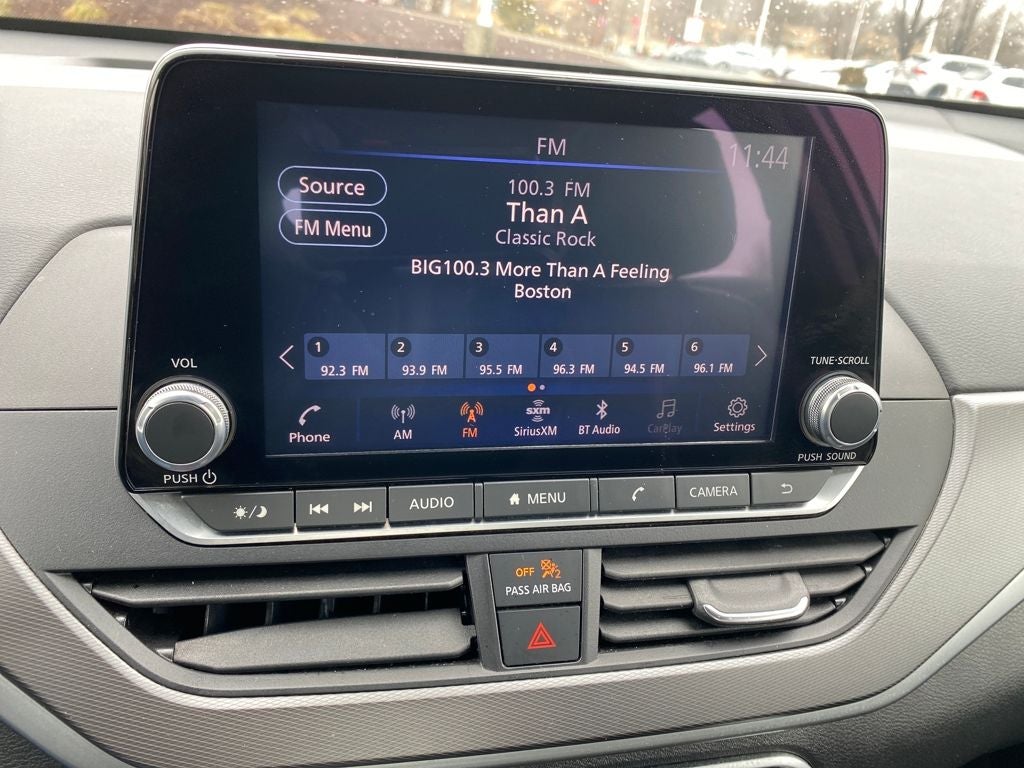 FM
11:44
Source
100.3 FM
FM Menu
Than A
Classic Rock
BIG100.3 More Than A Feeling
Boston
1 2 3 4 5 6
92.3 FM 93.9 FM 95.5 FM 96.3 FM 94.5 FM 96.1 FM
VOL
TUNE·SCROLL
sxm
Phone AM FM SiriusXM BT Audio CarPlay Settings
PUSH
PUSH SOUND
AUDIO MENU CAMERA
OFF 2
PASS AIR BAG